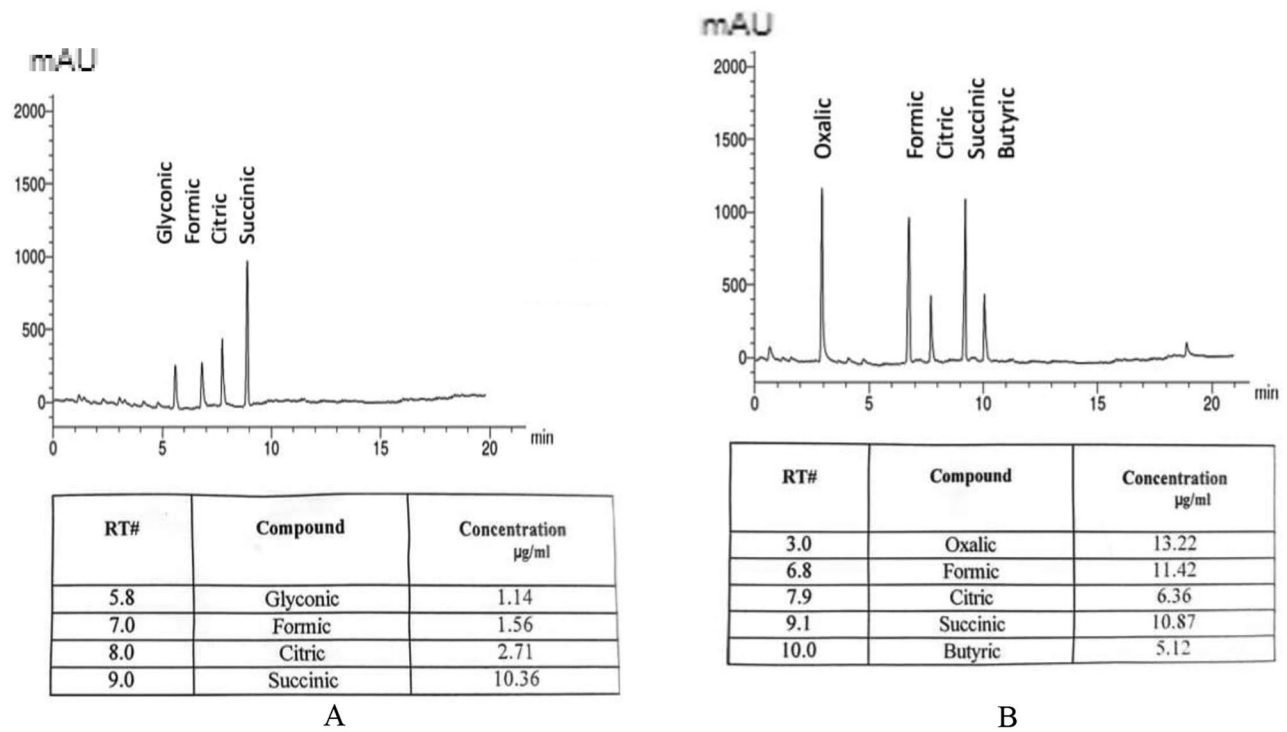 mAU
2000
1500
1000
500
0
Glyconic
Formic
Citric
Succinic
0 5 10 15 20 min
RT# Compound Concentration
µg/ml
5.8 Glyconic 1.14
7.0 Formic 1.56
8.0 Citric 2.71
9.0 Succinic 10.36
A
mAU
2000
1500
1000
500
0
Oxalic
Formic
Citric
Succinic
Butyric
0 5 10 15 20 min
RT# Compound Concentration
µg/ml
3.0 Oxalic 13.22
6.8 Formic 11.42
7.9 Citric 6.36
9.1 Succinic 10.87
10.0 Butyric 5.12
B